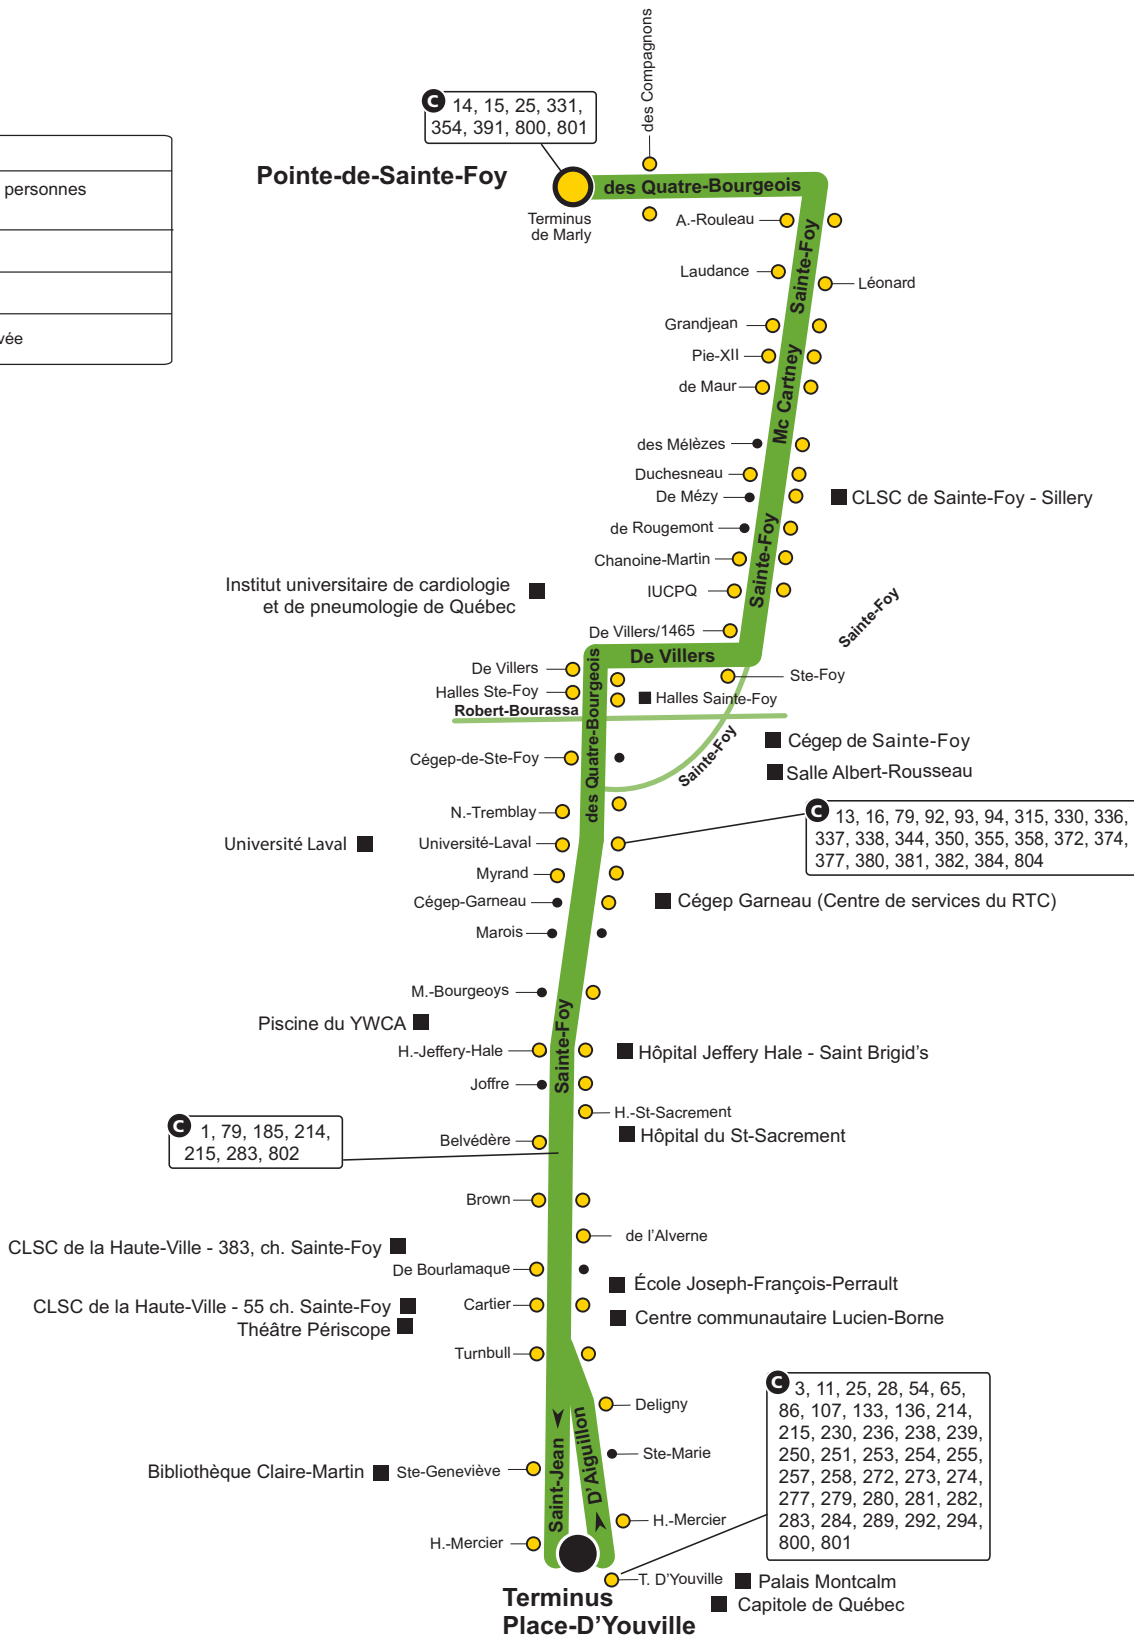 des Compagnons
C 14, 15, 25, 331,
354, 391, 800, 801
personnes
vée
Pointe-de-Sainte-Foy
des Quatre-Bourgeois
Terminus
de Marly
A.-Rouleau
Sainte-Foy
Laudance
Léonard
Grandjean
Pie-XII
Mc Cartney
de Maur
des Mélèzes
Duchesneau
De Mézy
CLSC de Sainte-Foy - Sillery
de Rougemont
Sainte-Foy
Chanoine-Martin
Institut universitaire de cardiologie
et de pneumologie de Québec
IUCPQ
Sainte-Foy
De Villers/1465
De Villers
De Villers
Ste-Foy
Halles Ste-Foy
Halles Sainte-Foy
Robert-Bourassa
des Quatre-Bourgeois
Sainte-Foy
Cégep de Sainte-Foy
Cégep-de-Ste-Foy
Salle Albert-Rousseau
N.-Tremblay
C 13, 16, 79, 92, 93, 94, 315, 330, 336,
337, 338, 344, 350, 355, 358, 372, 374,
377, 380, 381, 382, 384, 804
Université Laval
Université-Laval
Myrand
Cégep-Garneau
Cégep Garneau (Centre de services du RTC)
Marois
M.-Bourgeoys
Piscine du YWCA
Sainte-Foy
H.-Jeffery-Hale
Hôpital Jeffery Hale - Saint Brigid's
Joffre
H.-St-Sacrement
C 1, 79, 185, 214,
215, 283, 802
Belvédère
Hôpital du St-Sacrement
Brown
de l'Alverne
CLSC de la Haute-Ville - 383, ch. Sainte-Foy
De Bourlamaque
École Joseph-François-Perrault
CLSC de la Haute-Ville - 55 ch. Sainte-Foy
Cartier
Centre communautaire Lucien-Borne
Théâtre Périscope
Turnbull
C 3, 11, 25, 28, 54, 65,
86, 107, 133, 136, 214,
215, 230, 236, 238, 239,
250, 251, 253, 254, 255,
257, 258, 272, 273, 274,
277, 279, 280, 281, 282,
283, 284, 289, 292, 294,
800, 801
Deligny
Saint-Jean
D'Aiguillon
Ste-Marie
Bibliothèque Claire-Martin
Ste-Geneviève
H.-Mercier
H.-Mercier
T. D'Youville
Palais Montcalm
Capitole de Québec
Terminus
Place-D'Youville